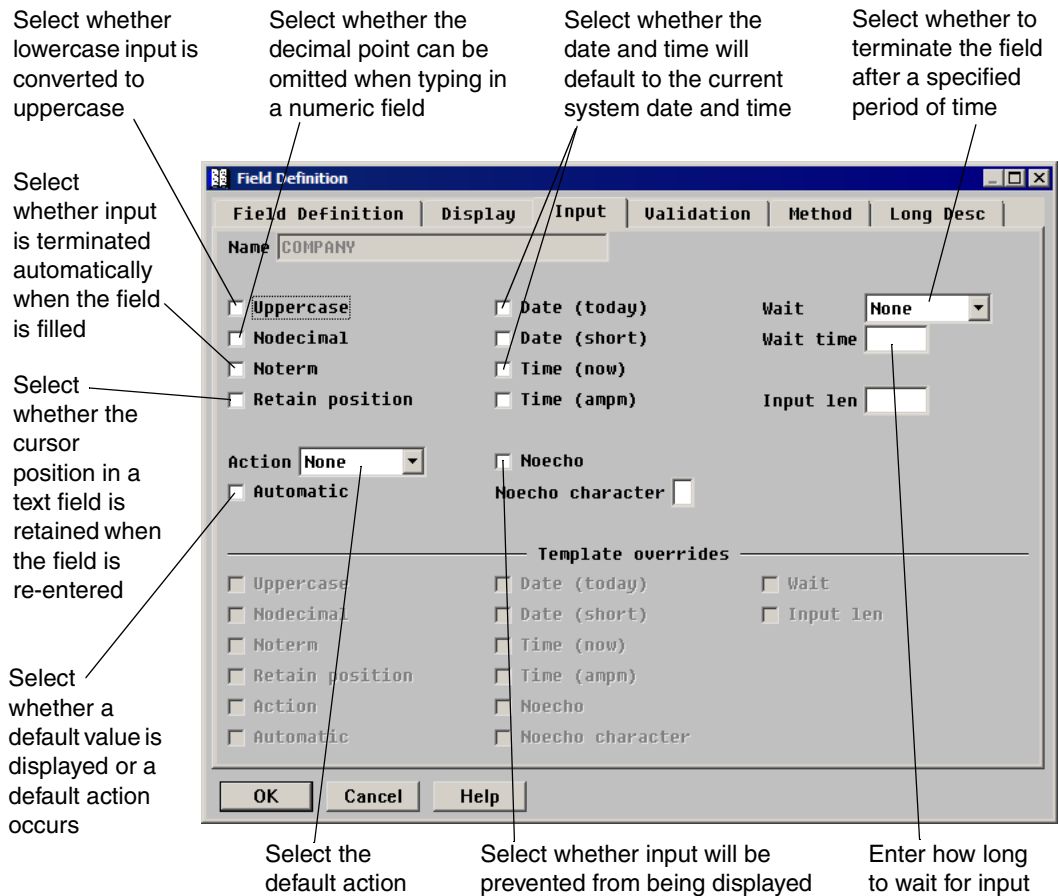 Select whether
lowercase input is
converted to
uppercase
Select whether the
decimal point can be
omitted when typing in
a numeric field
Select whether the
date and time will
default to the current
system date and time
Select whether to
terminate the field
after a specified
period of time
Select
whether input
is terminated
automatically
when the field
is filled
Select
whether the
cursor
position in a
text field is
retained when
the field is
re-entered
Select
whether a
default value is
displayed or a
default action
occurs
Field Definition
Field Definition Display Input Validation Method Long Desc
Name COMPANY
Uppercase Date (today) Wait None
Nodecimal Date (short) Wait time
Noterm Time (now)
Retain position Time (ampm) Input len
Action None Noecho
Automatic Noecho character
Template overrides
Uppercase Date (today) Wait
Nodecimal Date (short) Input len
Noterm Time (now)
Retain position Time (ampm)
Action Noecho
Automatic Noecho character
OK Cancel Help
Select the
default action
Select whether input will be
prevented from being displayed
Enter how long
to wait for input